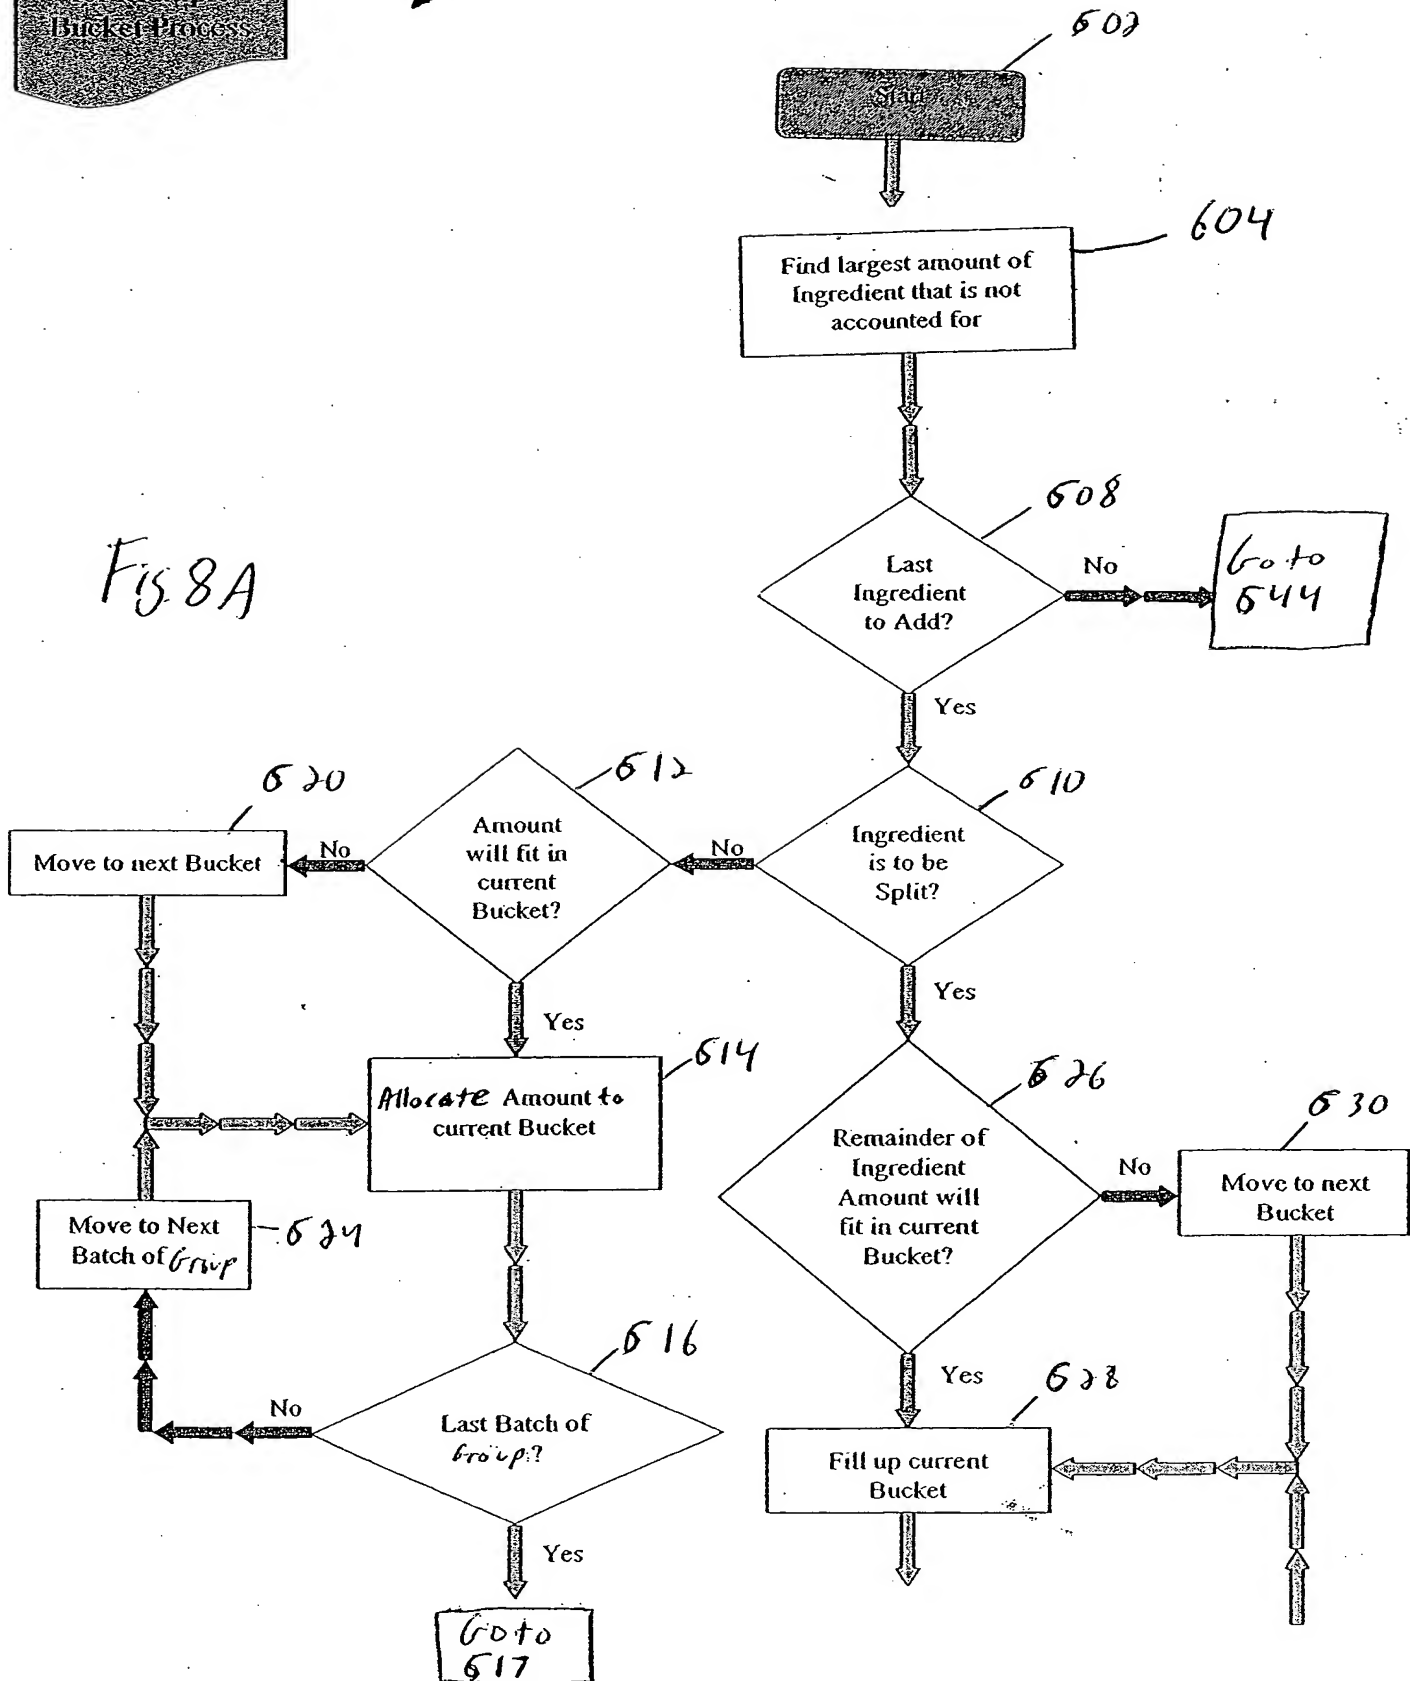 Bucket Process
602
Start
604
Find largest amount of
Ingredient that is not
accounted for
608
Last
Ingredient
to Add?
No
Go to
644
Fig 8A
Yes
620
612
610
Move to next Bucket
No
Amount
will fit in
current
Bucket?
No
Ingredient
is to be
Split?
Yes
Yes
614
Allocate Amount to
current Bucket
626
630
Remainder of
Ingredient
Amount will
fit in current
Bucket?
No
Move to next
Bucket
Move to Next
Batch of Group
624
616
Yes
628
No
Last Batch of
Group?
Fill up current
Bucket
Yes
Go to
617